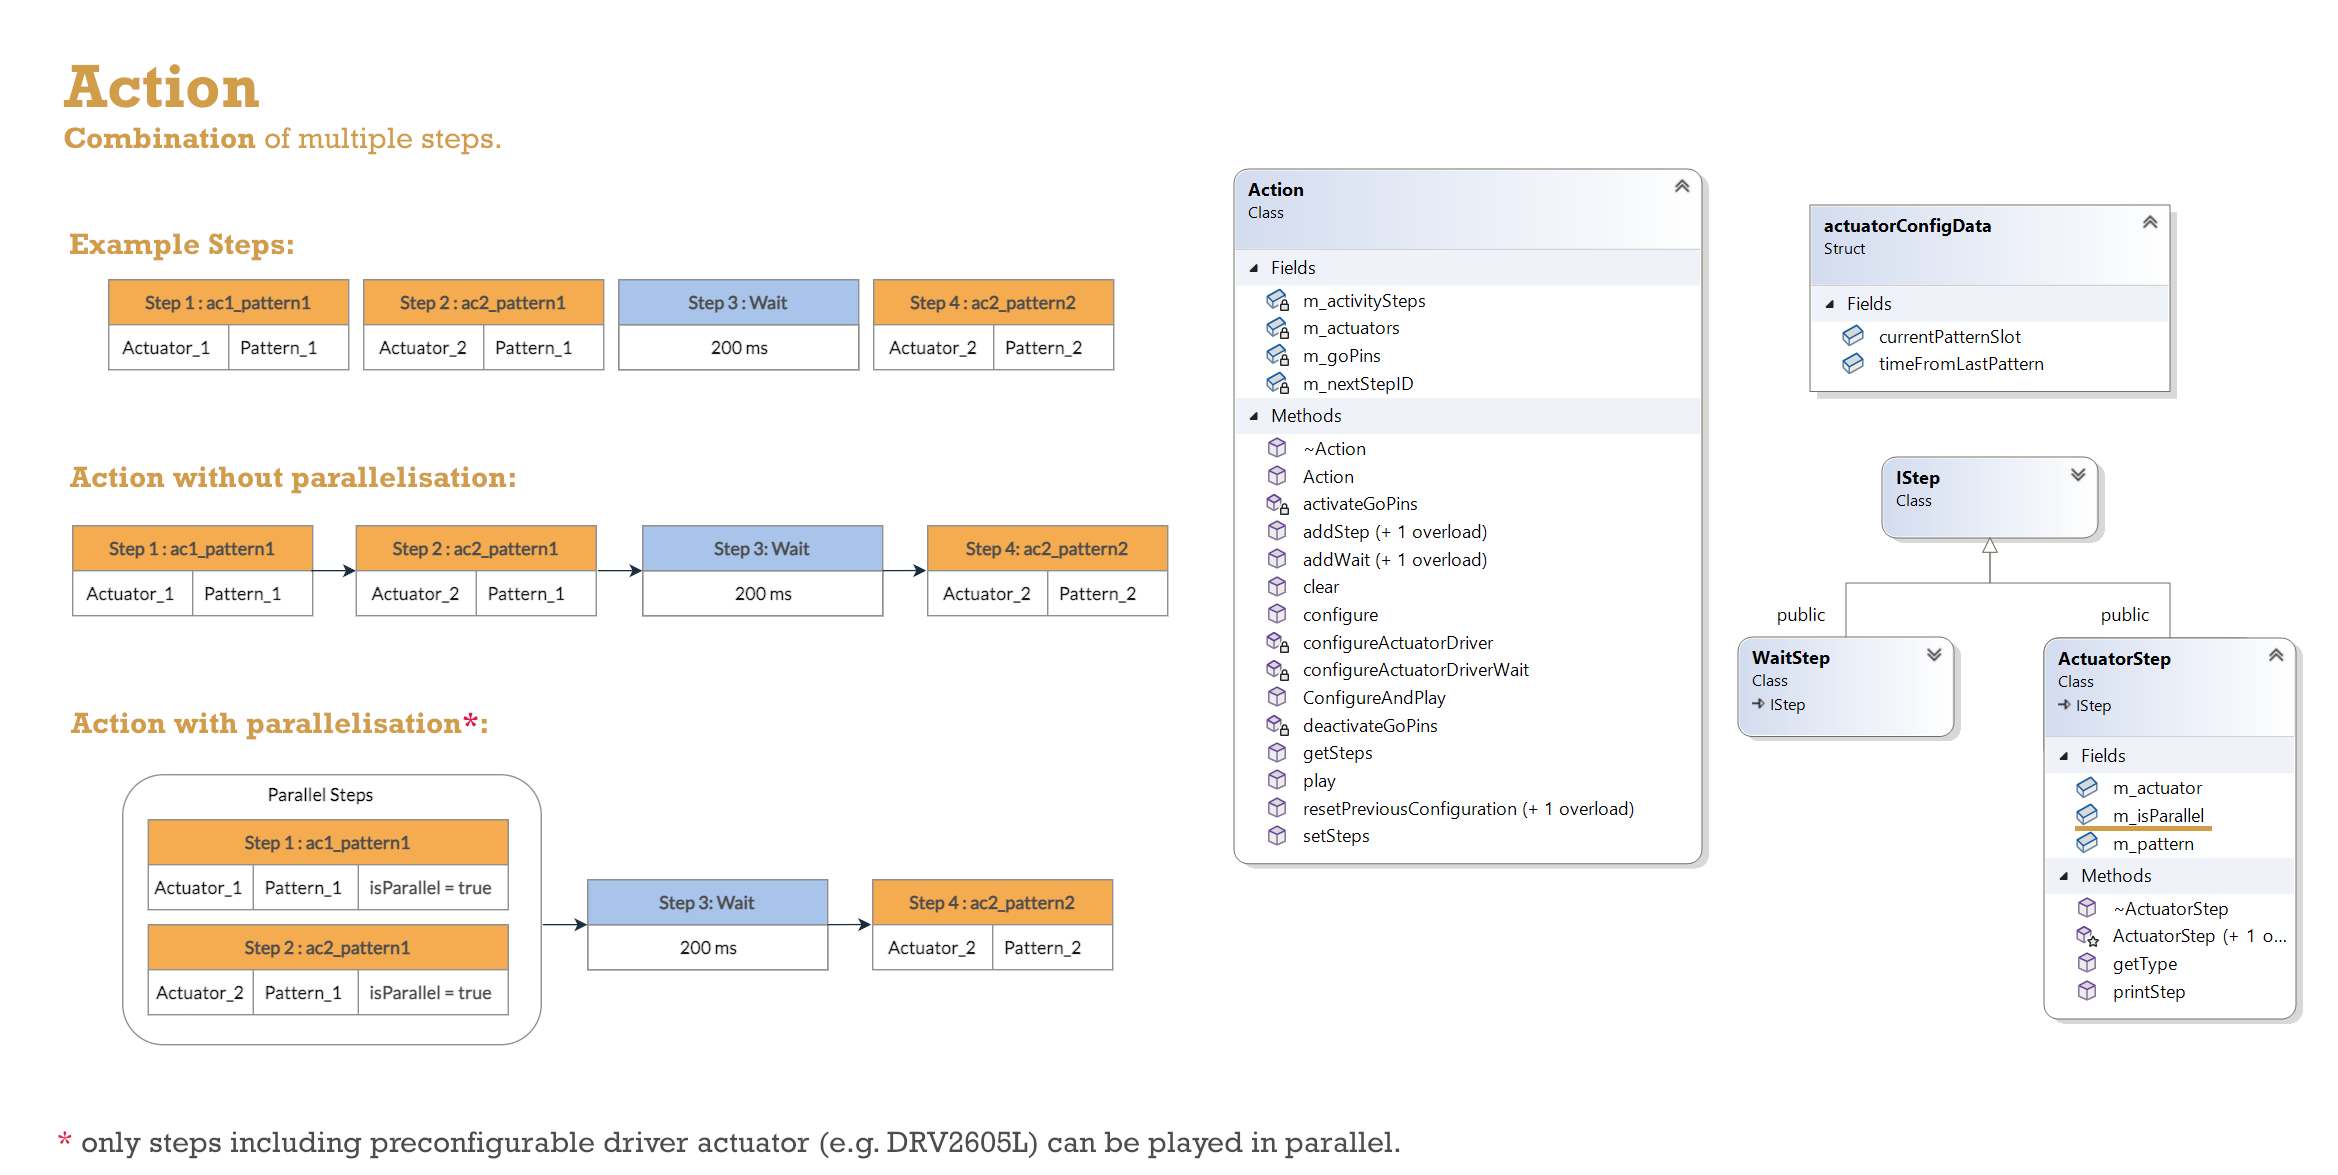 Action
Combination of multiple steps.
Example Steps:
Step 1 : ac1_pattern1
Actuator_1 Pattern_1
Step 2 : ac2_pattern1
Actuator_2 Pattern_1
Step 3 : Wait
200 ms
Step 4 : ac2_pattern2
Actuator_2 Pattern_2
Action without parallelisation:
Step 1 : ac1_pattern1
Actuator_1 Pattern_1
Step 2 : ac2_pattern1
Actuator_2 Pattern_1
Step 3: Wait
200 ms
Step 4: ac2_pattern2
Actuator_2 Pattern_2
Action with parallelisation*:
Parallel Steps
Step 1 : ac1_pattern1
Actuator_1 Pattern_1 isParallel = true
Step 2 : ac2_pattern1
Actuator_2 Pattern_1 isParallel = true
Step 3: Wait
200 ms
Step 4 : ac2_pattern2
Actuator_2 Pattern_2
Action
Class
Fields
m_activitySteps
m_actuators
m_goPins
m_nextStepID
Methods
~Action
Action
activateGoPins
addStep (+ 1 overload)
addWait (+ 1 overload)
clear
configure
configureActuatorDriver
configureActuatorDriverWait
ConfigureAndPlay
deactivateGoPins
getSteps
play
resetPreviousConfiguration (+ 1 overload)
setSteps
actuatorConfigData
Struct
Fields
currentPatternSlot
timeFromLastPattern
IStep
Class
public
public
WaitStep
Class
IStep
ActuatorStep
Class
IStep
Fields
m_actuator
m_isParallel
m_pattern
Methods
~ActuatorStep
ActuatorStep (+ 1 o...
getType
printStep
* only steps including preconfigurable driver actuator (e.g. DRV2605L) can be played in parallel.